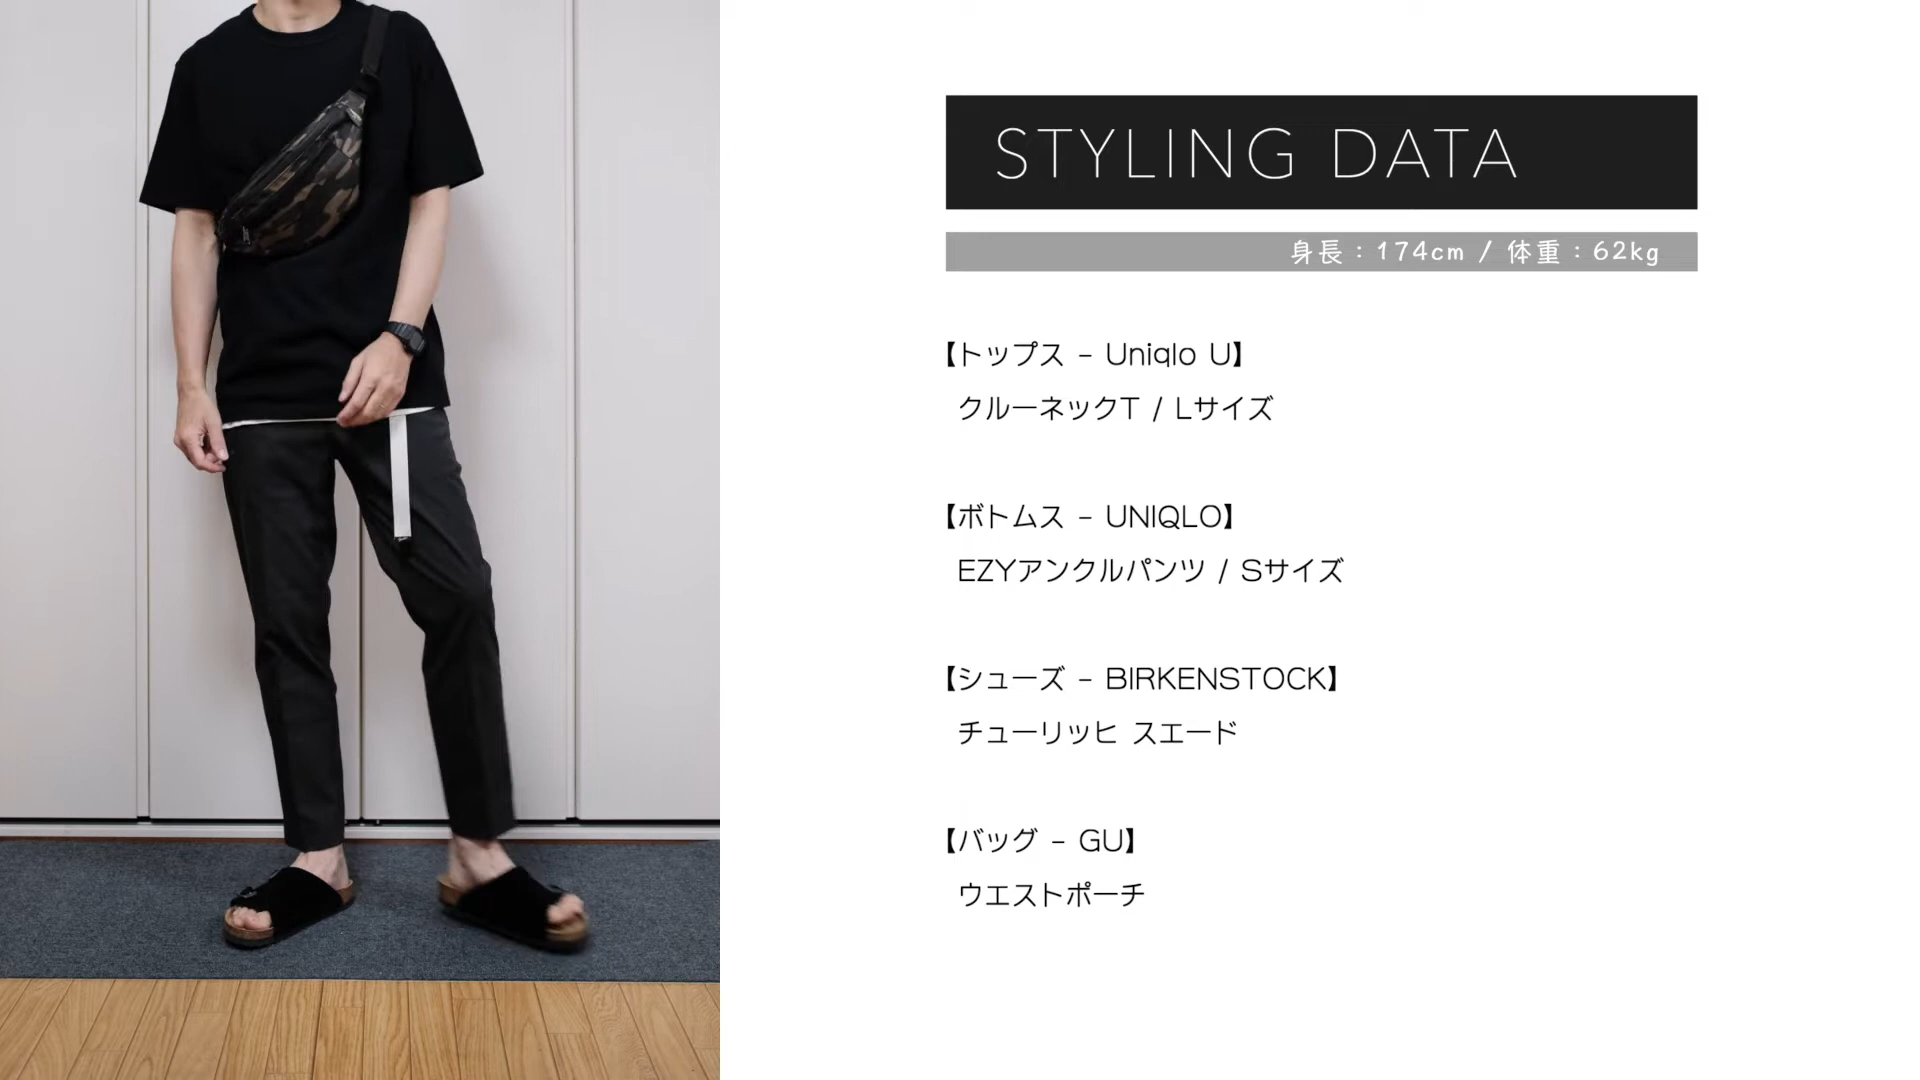 STYLING DATA
身長：174cm / 体重：62kg
【トップス – Uniqlo U】
クルーネックT / Lサイズ
【ボトムス – UNIQLO】
EZYアンクルパンツ / Sサイズ
【シューズ – BIRKENSTOCK】
チューリッヒ スエード
【バッグ – GU】
ウエストポーチ